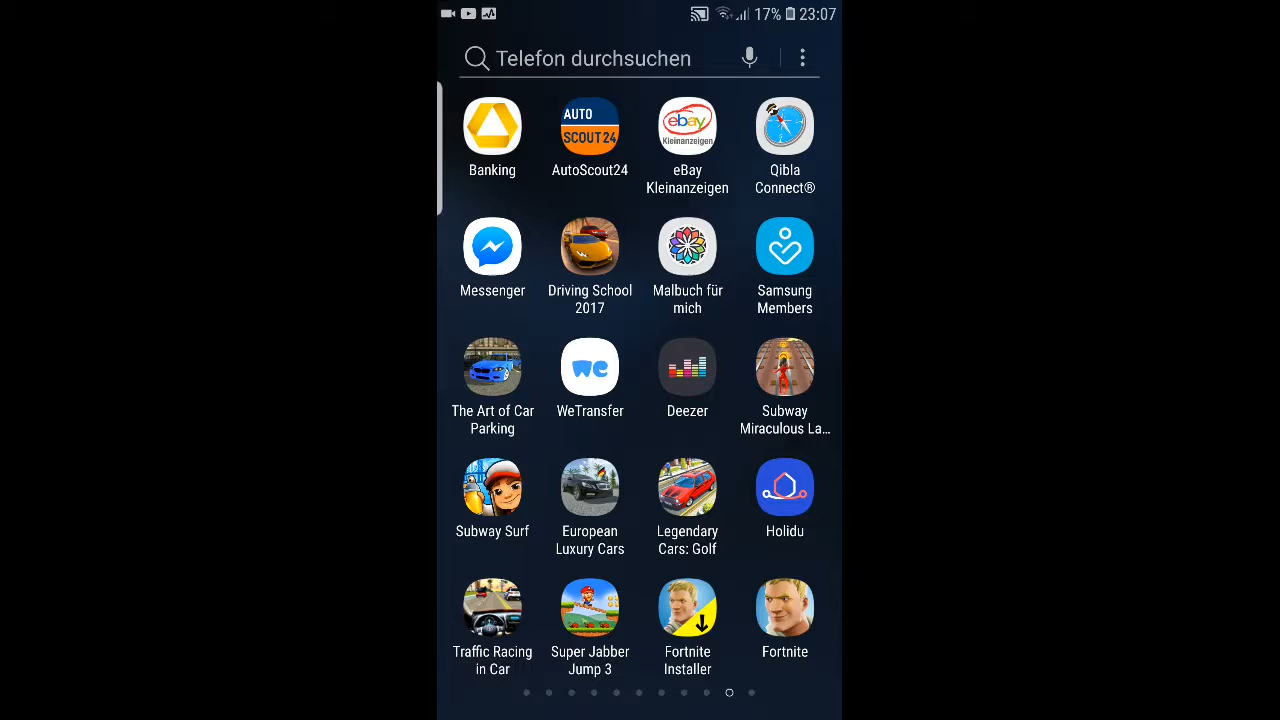 17% 23:07
Telefon durchsuchen
AUTO
SCOUT24
ebay
Kleinanzeigen
Banking
AutoScout24
eBay
Kleinanzeigen
Qibla
Connect®
Messenger
Driving School
2017
Malbuch für
mich
Samsung
Members
we
The Art of Car
Parking
WeTransfer
Deezer
Subway
Miraculous La...
Subway Surf
European
Luxury Cars
Legendary
Cars: Golf
Holidu
Traffic Racing
in Car
Super Jabber
Jump 3
Fortnite
Installer
Fortnite